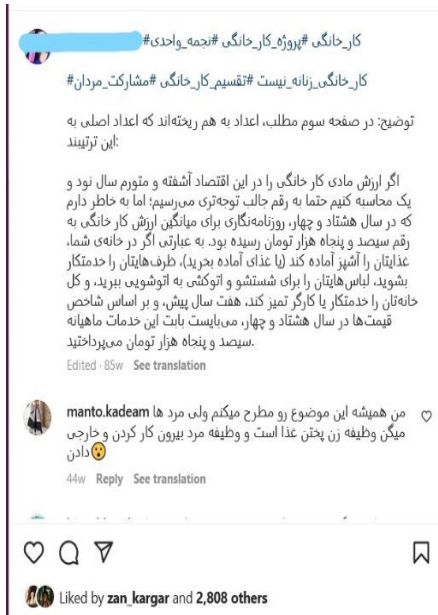 #کار_خانگی #پروژه_کار_خانگی #نجمه_واحدی
#کار_خانگی_زنانه_نیست #تقسیم_کار_خانگی #مشارکت_مردان
توضیح: در صفحه سوم مطلب، اعداد به هم ریخته‌اند که اعداد اصلی به
این ترتیبند:
اگر ارزش مادی کار خانگی را در این اقتصاد آشفته و متورم سال نود و
یک محاسبه کنیم حتما به رقم جالب توجه‌تری می‌رسیم؛ اما به خاطر دارم
که در سال هشتاد و چهار، روزنامه‌نگاری برای میانگین ارزش کار خانگی به
رقم سیصد و پنجاه هزار تومان رسیده بود. به عبارتی اگر در خانه‌ی شما،
غذایتان را آشپز آماده کند (یا غذای آماده بخرید)، ظرف‌هایتان را خدمتکار
بشوید، لباس‌هایتان را برای شستشو و اتوکشی به اتوشویی ببرید، و کل
خانه‌تان را خدمتکار یا کارگر تمیز کند، هفت سال پیش، و بر اساس شاخص
قیمت‌ها در سال هشتاد و چهار، می‌بایست بابت این خدمات ماهیانه
سیصد و پنجاه هزار تومان می‌پرداختید.
Edited · 85w See translation
manto.kadeam من همیشه این موضوع رو مطرح میکنم ولی مرد ها
میگن وظیفه زن پختن غذا است و وظیفه مرد بیرون کار کردن و خارجی
دادن😮
44w Reply See translation
Liked by zan_kargar and 2,808 others